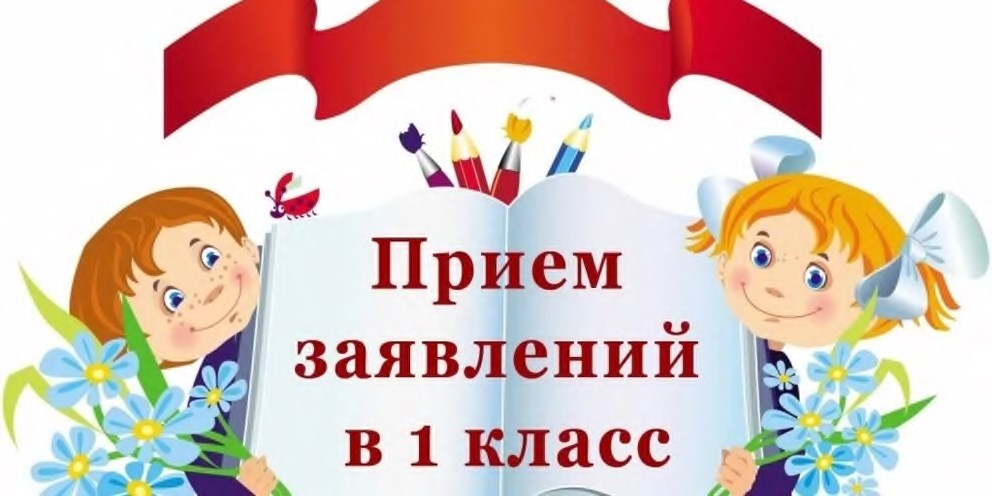 Прием
заявлений
в 1 класс